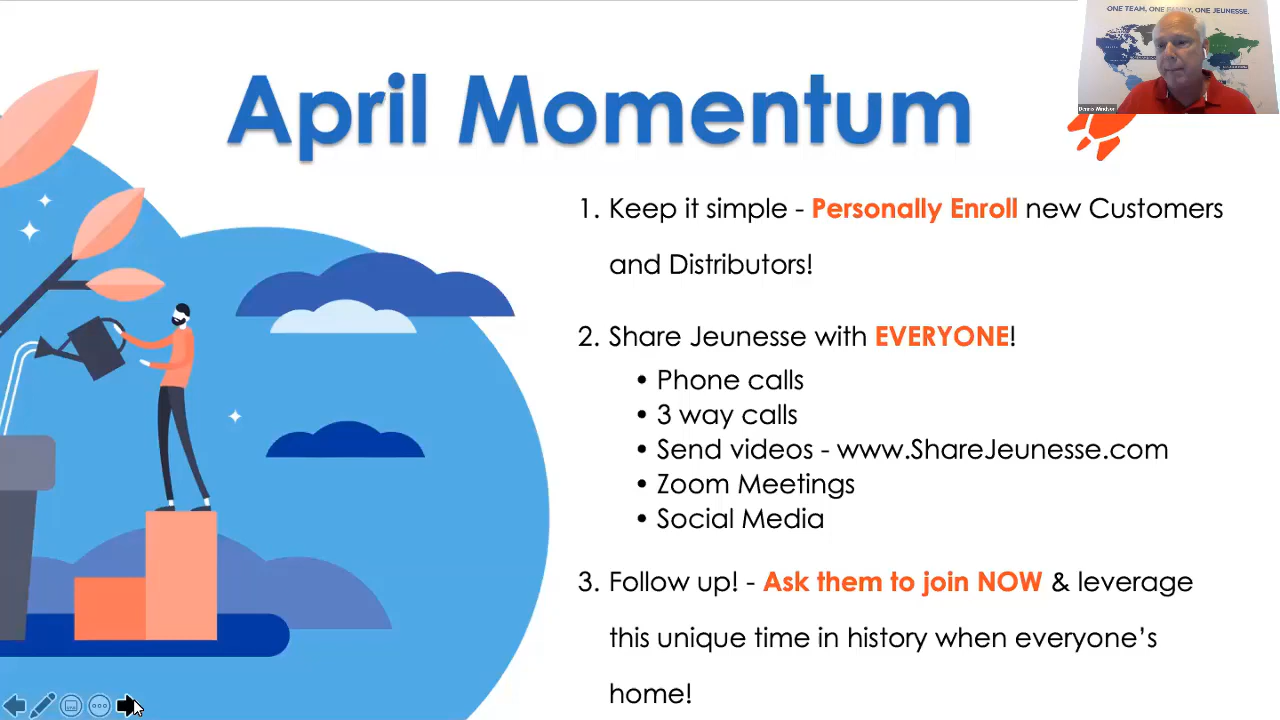 ONE TEAM, ONE FAMILY, ONE JEUNESSE.
April Momentum
1. Keep it simple - Personally Enroll new Customers
and Distributors!
2. Share Jeunesse with EVERYONE!
• Phone calls
• 3 way calls
• Send videos - www.ShareJeunesse.com
• Zoom Meetings
• Social Media
3. Follow up! - Ask them to join NOW & leverage
this unique time in history when everyone's
home!